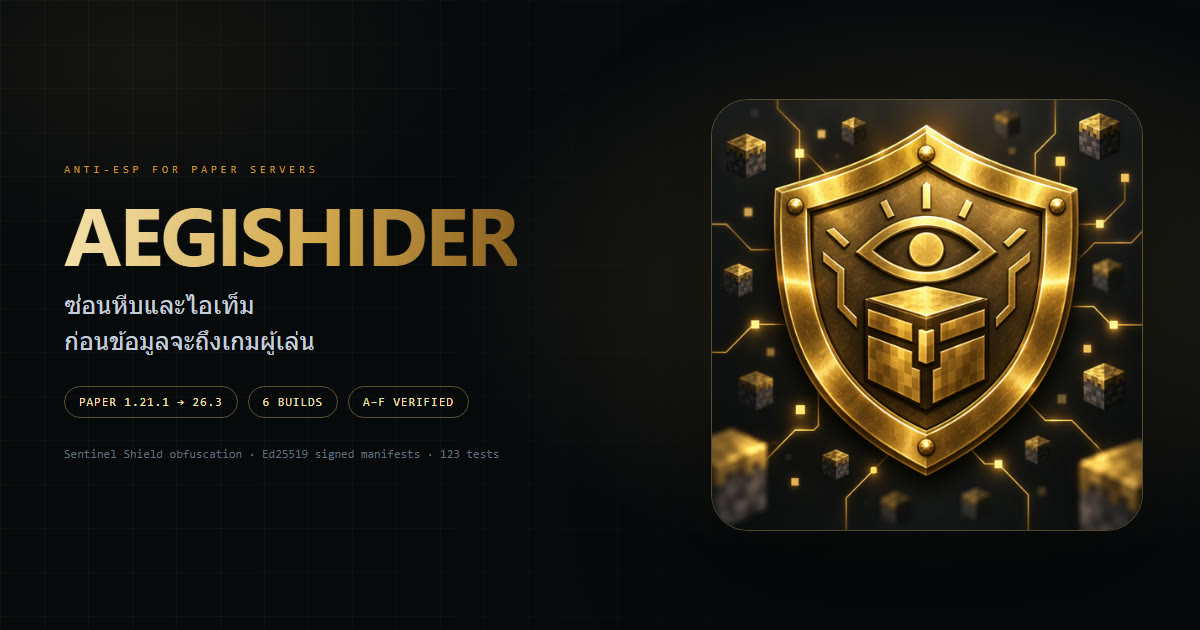 ANTI-ESP FOR PAPER SERVERS
AEGISHIDER
ซ่อนหีบและไอเท็ม
ก่อนข้อมูลจะถึงเกมผู้เล่น
PAPER 1.21.1 → 26.3
6 BUILDS
A–F VERIFIED
Sentinel Shield obfuscation · Ed25519 signed manifests · 123 tests